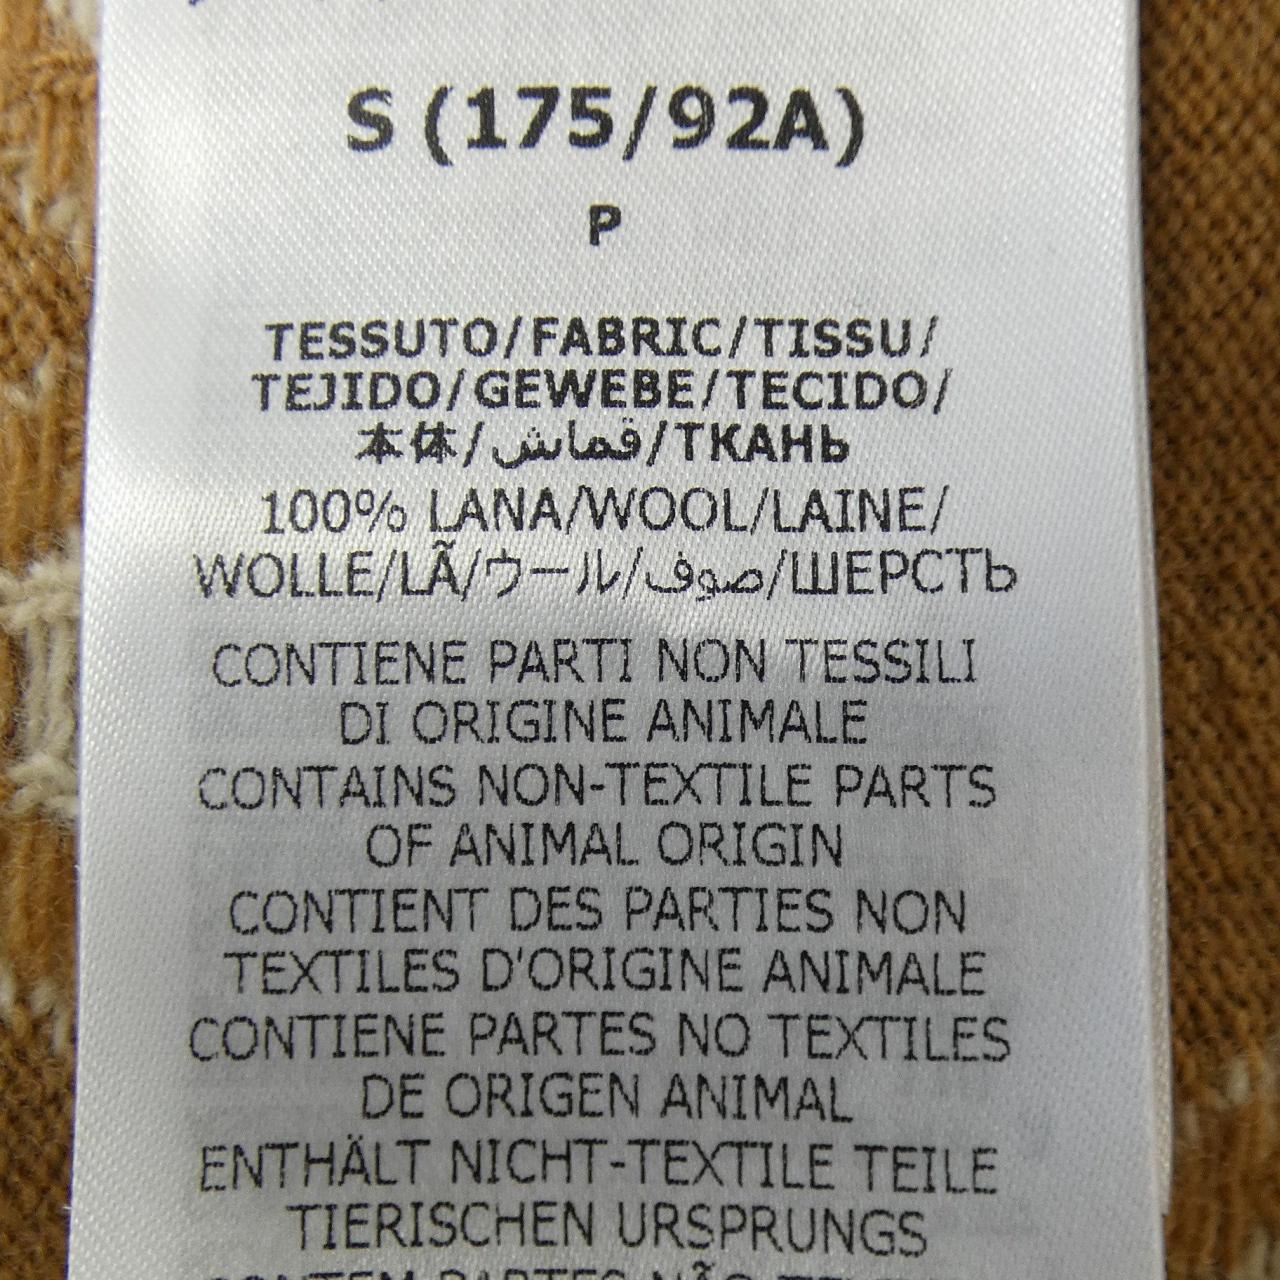 S (175/92A)
P
TESSUTO/FABRIC/TISSU/
TEJIDO/GEWEBE/TECIDO/
本体/قماش/ТКАНЬ
100% LANA/WOOL/LAINE/
WOLLE/LÃ/ウール/صوف/ШЕРСТЬ
CONTIENE PARTI NON TESSILI
DI ORIGINE ANIMALE
CONTAINS NON-TEXTILE PARTS
OF ANIMAL ORIGIN
CONTIENT DES PARTIES NON
TEXTILES D'ORIGINE ANIMALE
CONTIENE PARTES NO TEXTILES
DE ORIGEN ANIMAL
ENTHÄLT NICHT-TEXTILE TEILE
TIERISCHEN URSPRUNGS